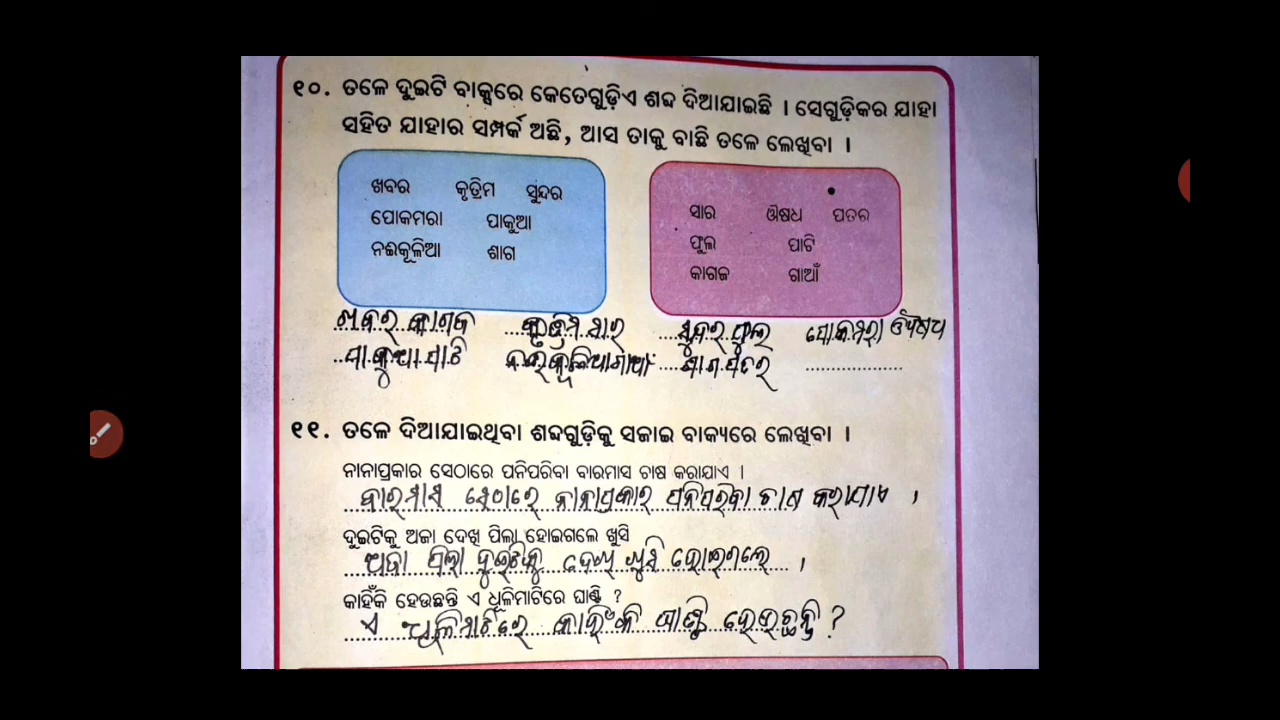 ୧୦. ତଳେ ଦୁଇଟି ବାକ୍ସରେ କେତେଗୁଡ଼ିଏ ଶବ୍ଦ ଦିଆଯାଇଛି । ସେଗୁଡ଼ିକର ଯାହା
ସହିତ ଯାହାର ସମ୍ପର୍କ ଅଛି, ଆସ ତାକୁ ବାଛି ତଳେ ଲେଖିବା ।
ଖବର କୃତ୍ରିମ ସୁନ୍ଦର
ପୋକମରା ପାକୁଆ
ନଈକୂଳିଆ ଶାଗ
ସାର ଔଷଧ ପତର
ଫୁଲ ପାଟି
କାଗଜ ଗାଆଁ
ଖବର କାଗଜ କୃତ୍ରିମ ସାର ସୁନ୍ଦର ଫୁଲ ପୋକମରା ଔଷଧ
ପାକୁଆ ପାଟି ନଈକୂଳିଆ ଗାଆଁ ଶାଗ ପତର
୧୧. ତଳେ ଦିଆଯାଇଥିବା ଶବ୍ଦଗୁଡ଼ିକୁ ସଜାଇ ବାକ୍ୟରେ ଲେଖିବା ।
ନାନାପ୍ରକାର ସେଠାରେ ପନିପରିବା ବାରମାସ ଚାଷ କରାଯାଏ ।
ବାରମାସ ସେଠାରେ ନାନାପ୍ରକାର ପନିପରିବା ଚାଷ କରାଯାଏ ।
ଦୁଇଟିକୁ ଅଜା ଦେଖି ପିଲା ହୋଇଗଲେ ଖୁସି
ଅଜା ପିଲା ଦୁଇଟିକୁ ଦେଖି ଖୁସି ହୋଇଗଲେ ।
କାହିଁକି ହେଉଛନ୍ତି ଏ ଧୂଳିମାଟିରେ ଘାଣ୍ଟି ?
ଏ ଧୂଳିମାଟିରେ କାହିଁକି ଘାଣ୍ଟି ହେଉଛନ୍ତି ?